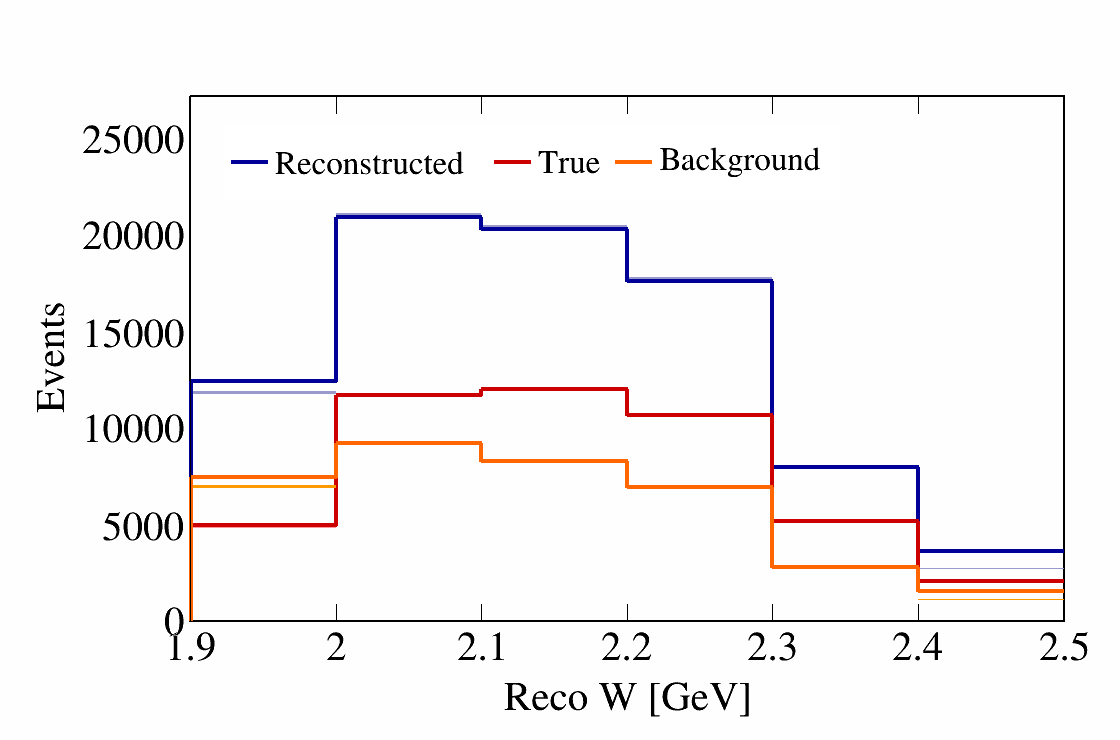 25000
Reconstructed True Background
20000
15000
Events
10000
5000
0
1.9 2 2.1 2.2 2.3 2.4 2.5
Reco W [GeV]